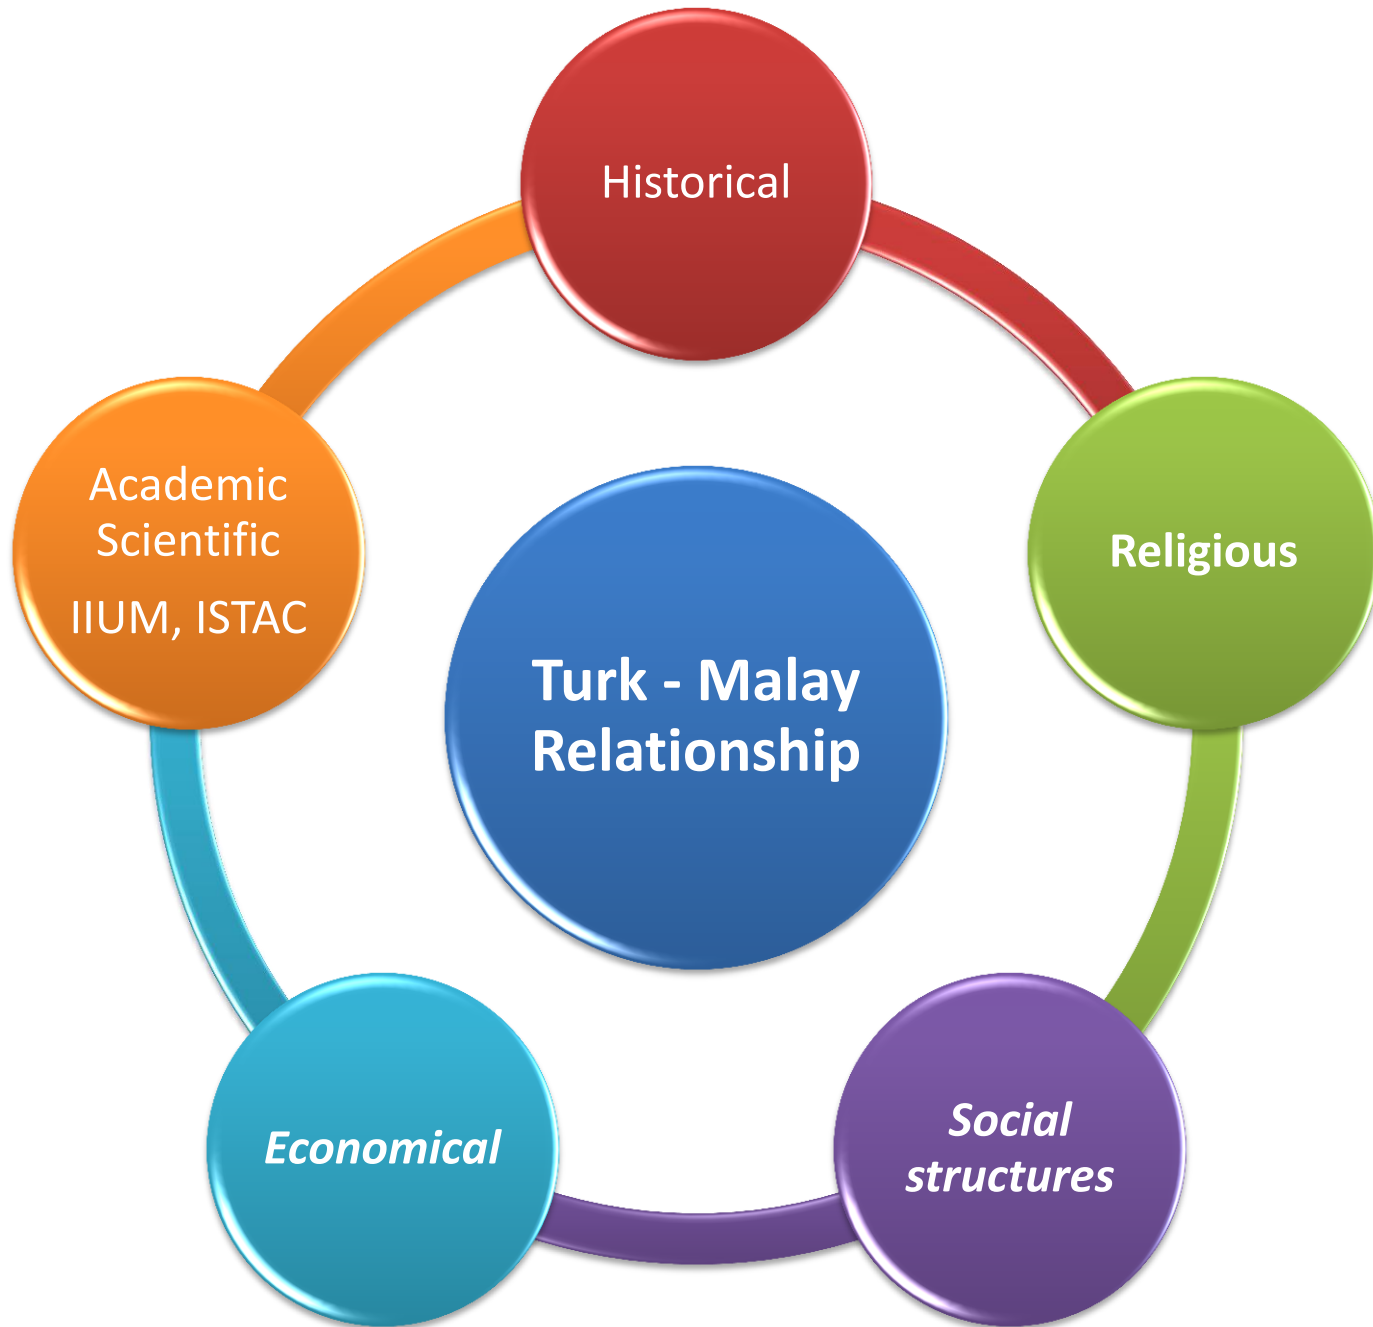 Historical
Religious
Social
structures
Economical
Academic
Scientific
IIUM, ISTAC
Turk - Malay
Relationship